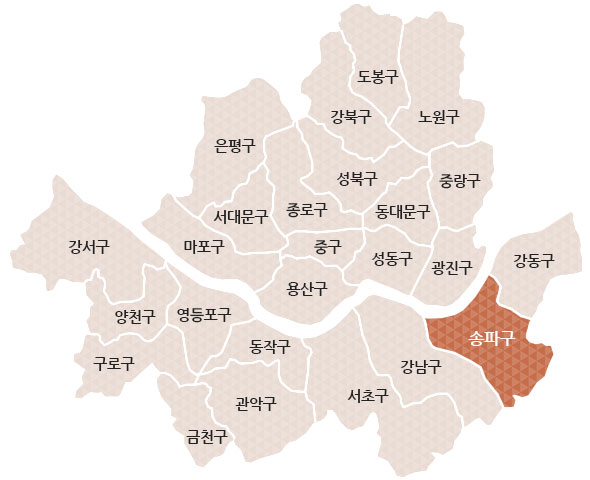 도봉구
강북구
노원구
은평구
성북구
중랑구
서대문구
종로구
동대문구
강서구
마포구
중구
성동구
광진구
강동구
용산구
양천구
영등포구
송파구
동작구
구로구
강남구
관악구
서초구
금천구